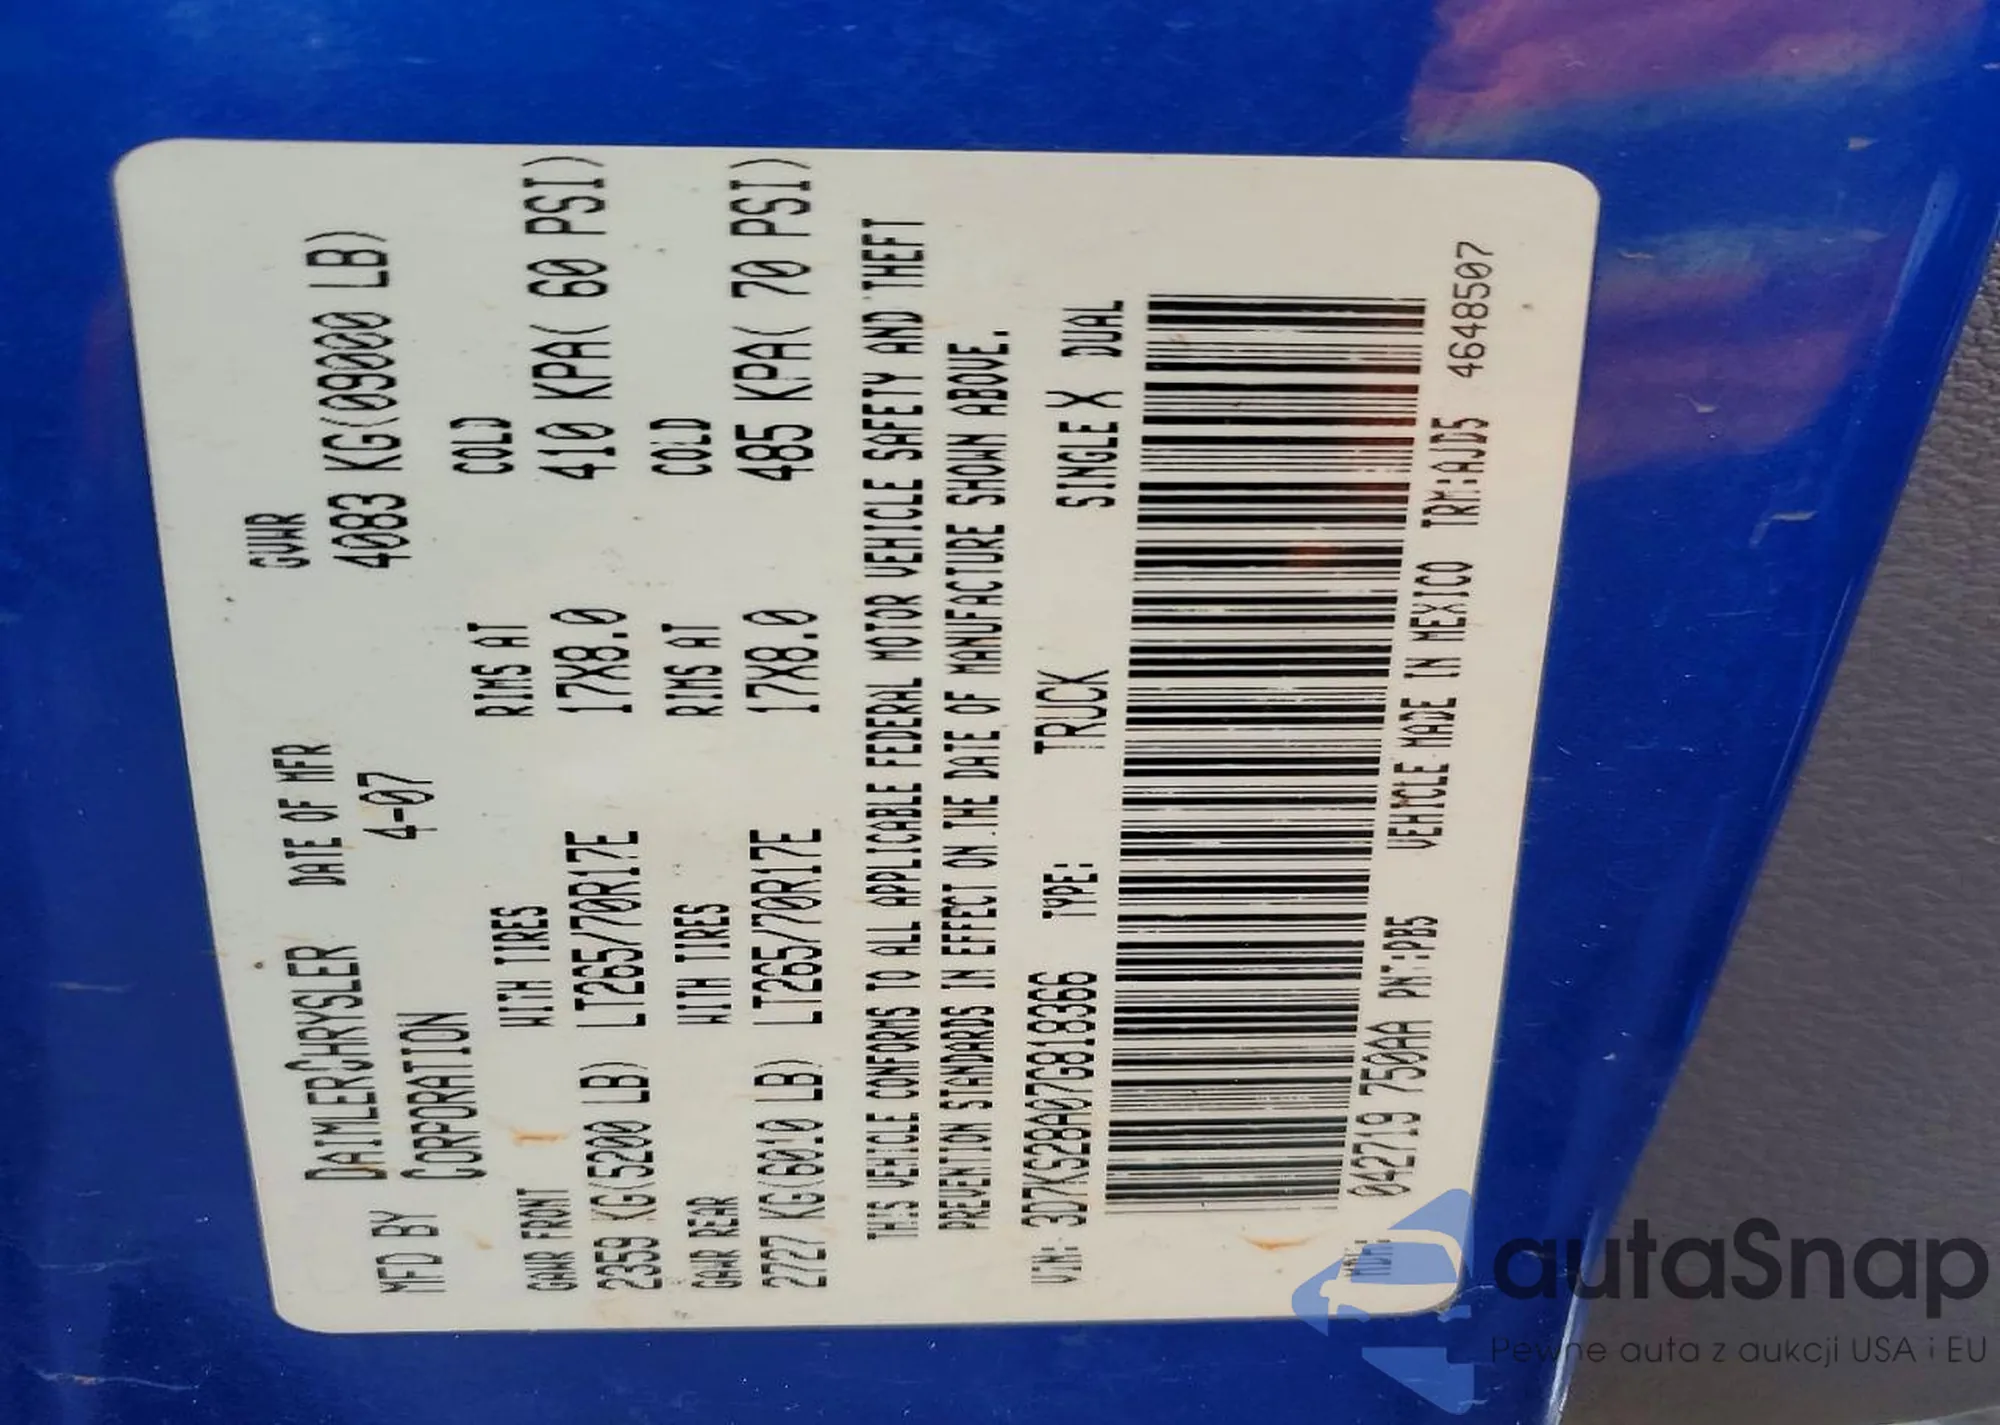 MFD BY DAIMLERCHRYSLER CORPORATION DATE OF MFR 4-07 GVWR 4083 KG(09000 LB)
GAWR FRONT WITH TIRES RIMS AT COLD
2359 KG(5200 LB) LT265/70R17E 17X8.0 410 KPA( 60 PSI)
GAWR REAR WITH TIRES RIMS AT COLD
2727 KG(6010 LB) LT265/70R17E 17X8.0 485 KPA( 70 PSI)
THIS VEHICLE CONFORMS TO ALL APPLICABLE FEDERAL MOTOR VEHICLE SAFETY AND THEFT
PREVENTION STANDARDS IN EFFECT ON THE DATE OF MANUFACTURE SHOWN ABOVE.
VIN: 3D7KS28A07G818366 TYPE: TRUCK SINGLE X DUAL
MDH: 042719 750AA PNT:PB5 VEHICLE MADE IN MEXICO TRM:AJD5 4648507
autaSnap
Pewne auta z aukcji USA i EU